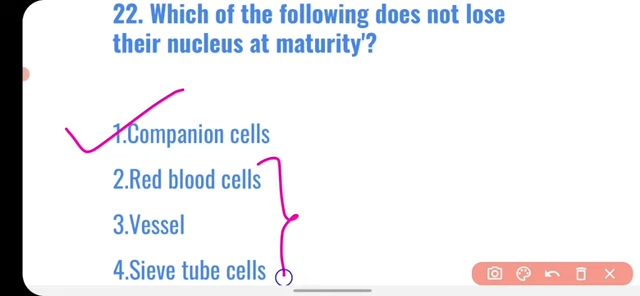 22. Which of the following does not lose
their nucleus at maturity'?
1.Companion cells
2.Red blood cells
3.Vessel
4.Sieve tube cells